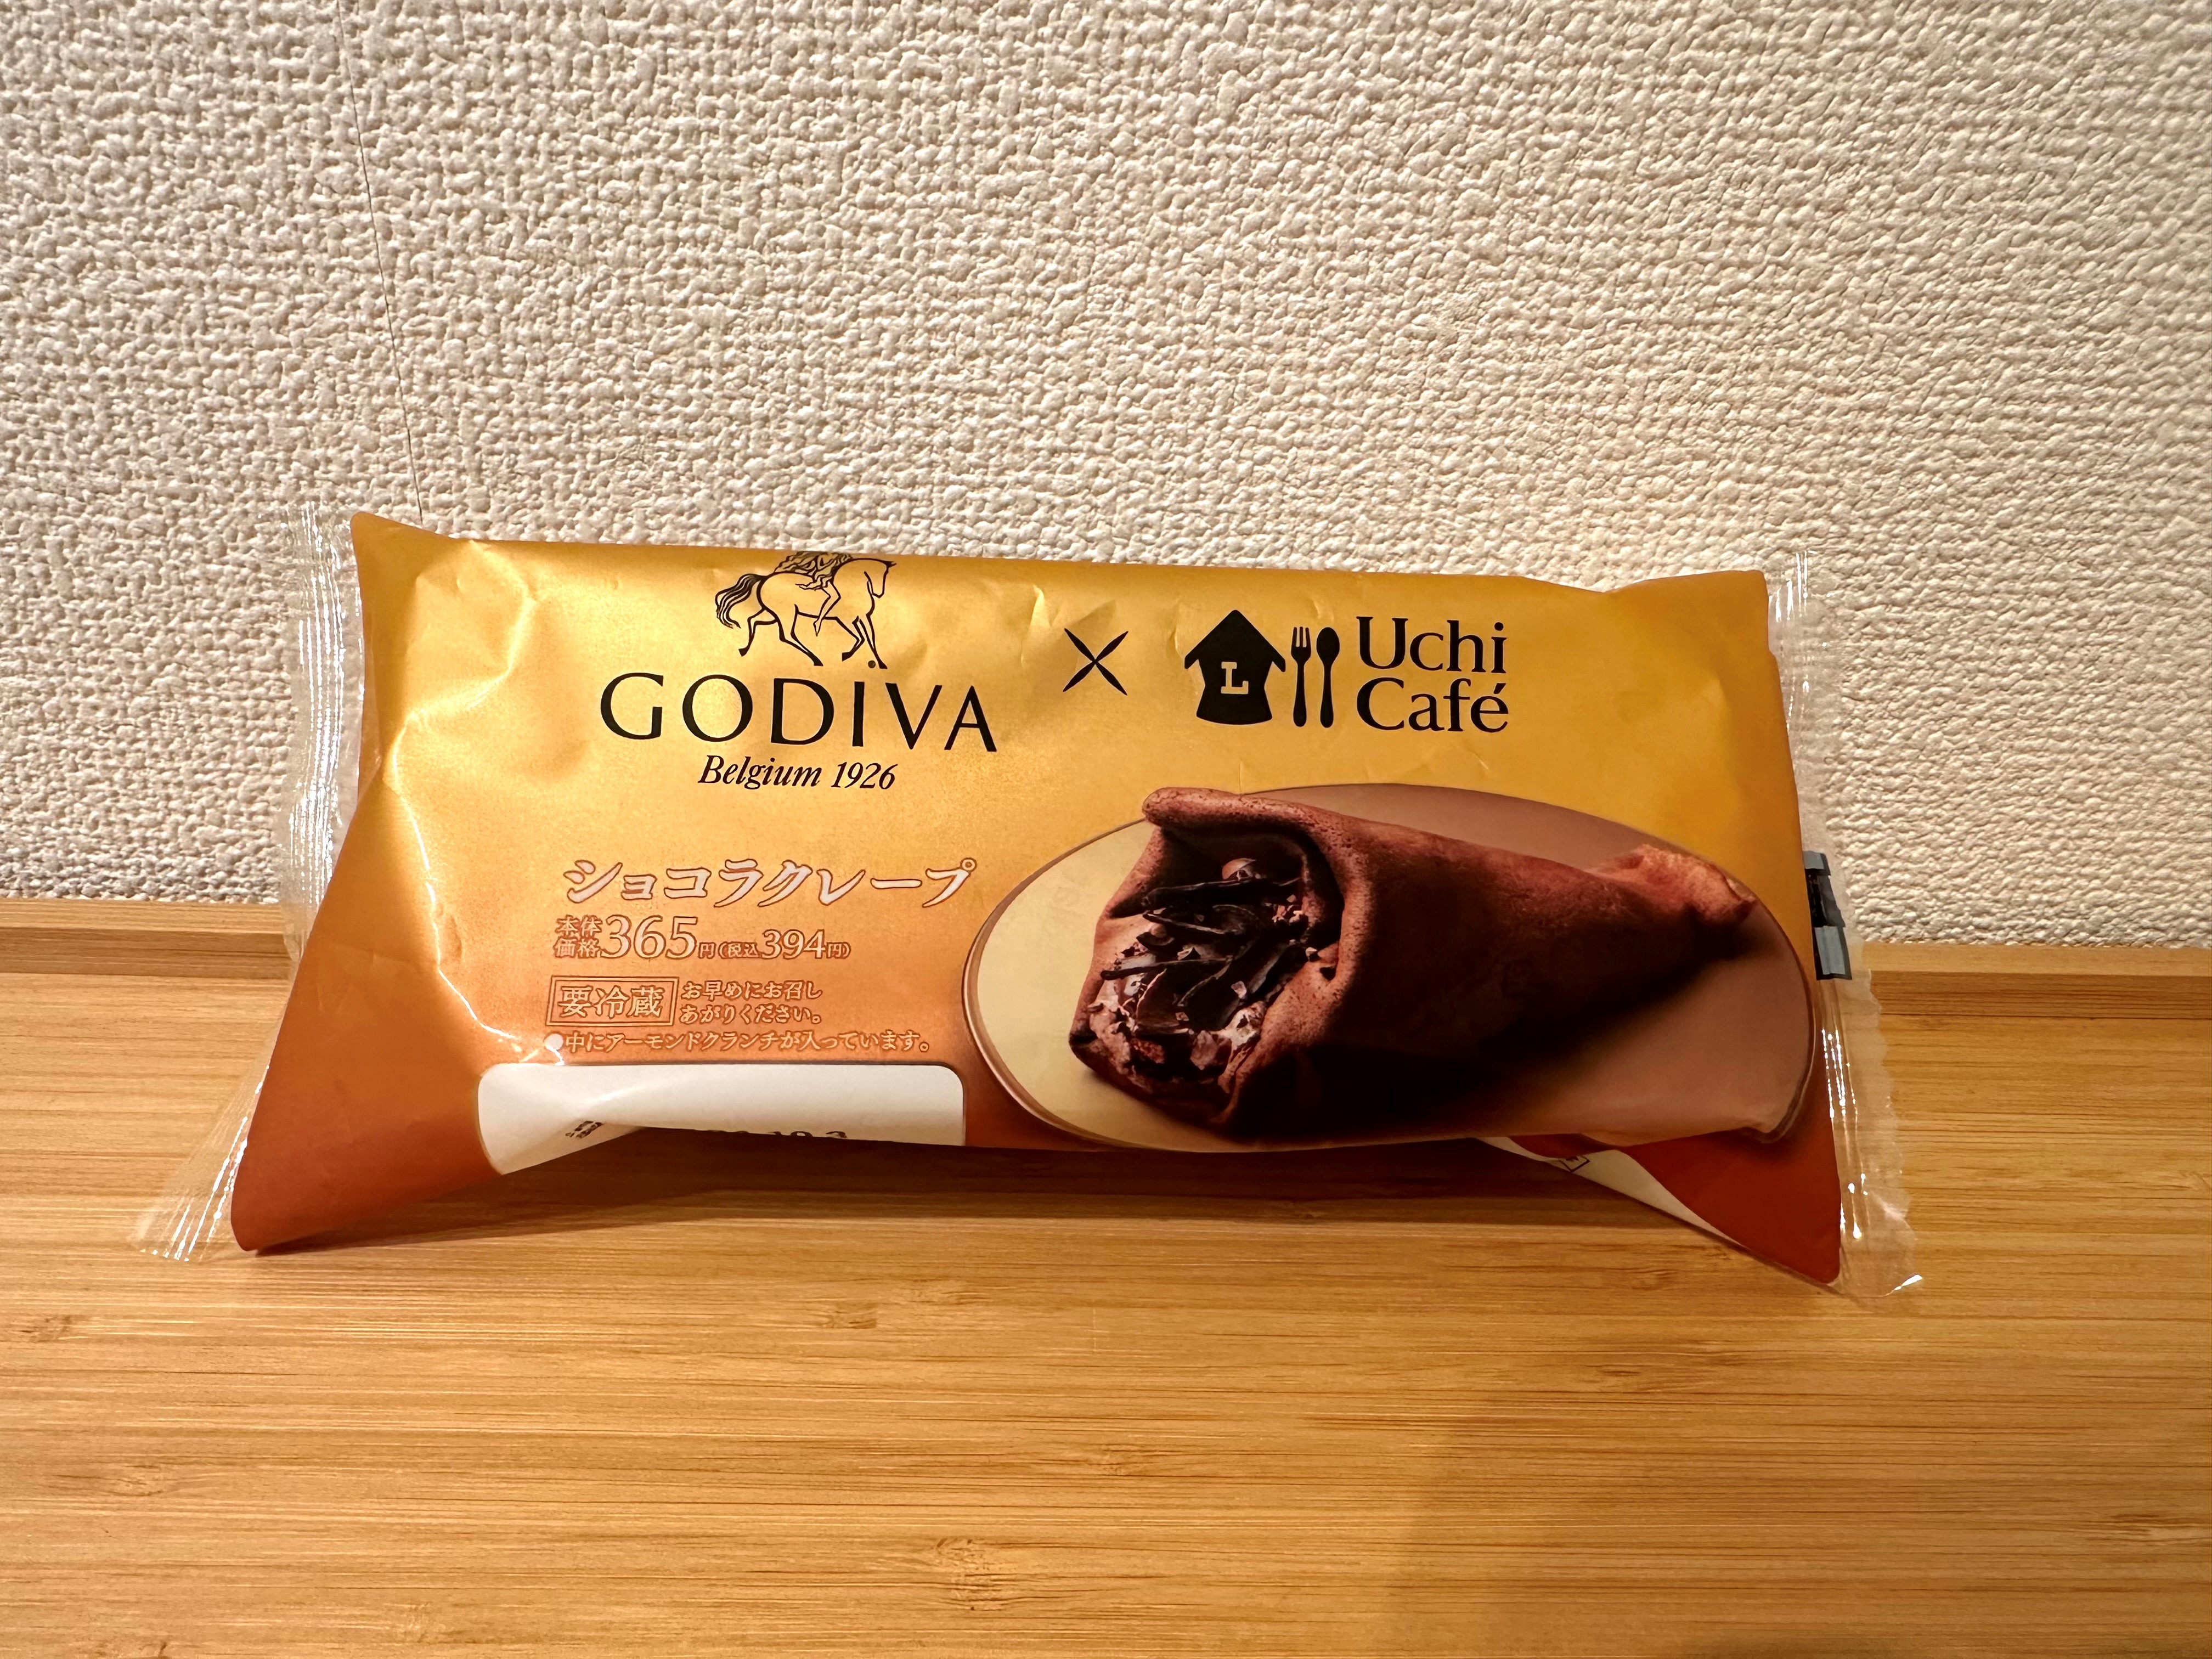 GODIVA
Belgium 1926
×
L
Uchi
Café
ショコラクレープ
本体
価格365円(税込394円)
要冷蔵
お早めにお召し
あがりください。
●中にアーモンドクランチが入っています。